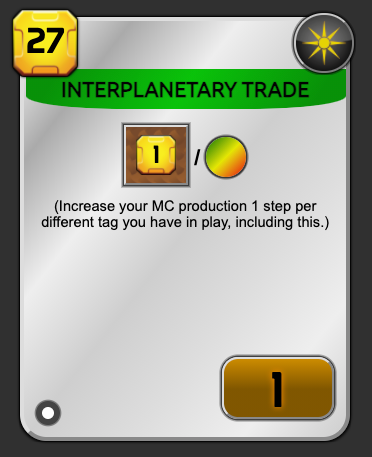 27
INTERPLANETARY TRADE
1 /
(Increase your MC production 1 step per
different tag you have in play, including this.)
1